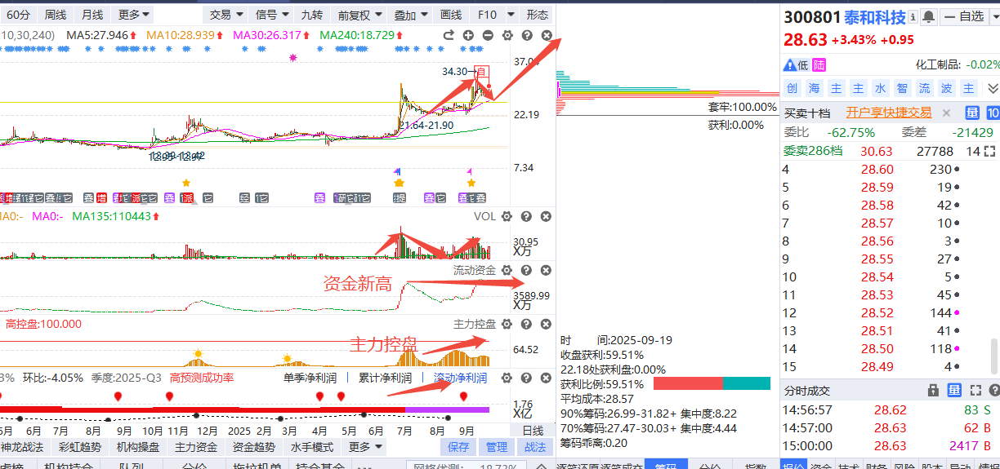 60分 周线 月线 更多 交易 信号 九转 前复权 叠加 画线 F10 形态
10,30,240) MA5:27.946 MA10:28.939 MA30:26.317 MA240:18.729
37.0
34.30
22.19
21.64-21.90
7.34
MA0:- MA0:- MA135:110443
VOL
30.95
X万
流动资金
资金新高
3589.99
X万
高控盘:100.000
主力控盘
主力控盘
64.52
3% 环比:-4.05% 季度:2025-Q3 高预测成功率 单季净利润 累计净利润 滚动净利润
1.76
X亿
5月 6月 7月 8月 9月 10月 11月 12月 2025 2月 3月 4月 5月 6月 7月 8月 9月 日线
神龙战法 彩虹趋势 机构操盘 主力资金 资金趋势 水手模式 更多 保存 管理 战法
套牢:100.00%
获利:0.00%
时 间:2025-09-19
收盘获利:59.51%
22.18处获利盘:0.00%
获利比例:59.51%
平均成本:28.57
90%筹码:26.99-31.82+ 集中度:8.22
70%筹码:27.47-30.03+ 集中度:4.44
筹码乖离:0.20
300801 泰和科技 自选
28.63 +3.43% +0.95
低 陆 化工制品: -0.02%
创 海 主 主 水 智 流 波 主
买卖十档 开户享快捷交易 量 10
委比 -62.75% 委差 -21429
委卖286档 30.63 27788 14
4 28.60 230
5 28.59 19
6 28.58 42
7 28.57 10
8 28.56 3
9 28.55 27
10 28.54 5
11 28.53 45
12 28.52 144
13 28.51 41
14 28.50 118
15 28.49 4
分时成交 量
14:56:57 28.62 83 S
14:57:00 28.63 62 B
15:00:00 28.63 2417 B